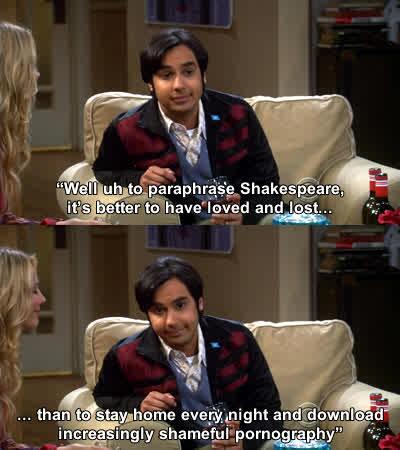 “Well uh to paraphrase Shakespeare,
it’s better to have loved and lost...
... than to stay home every night and download
increasingly shameful pornography”